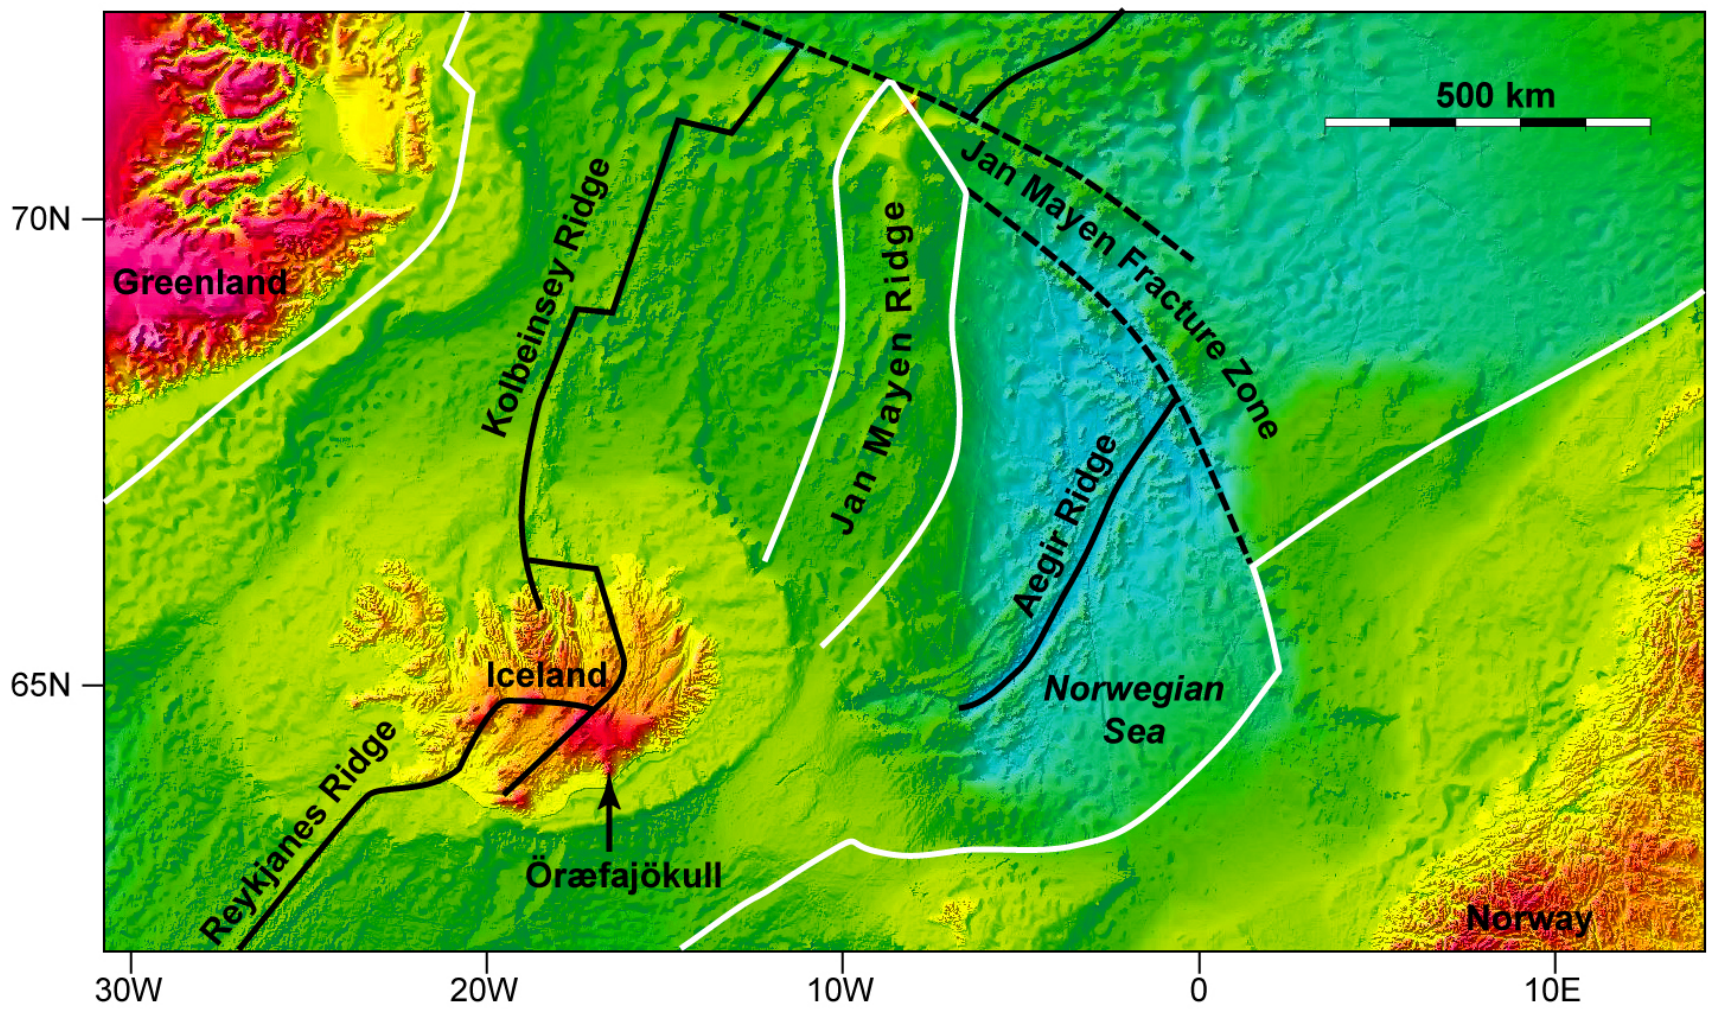 500 km
Jan Mayen Fracture Zone
Kolbeinsey Ridge
Jan Mayen Ridge
70N
Greenland
Aegir Ridge
Iceland
65N
Norwegian
Sea
Reykjanes Ridge
Öræfajökull
Norway
30W
20W
10W
0
10E